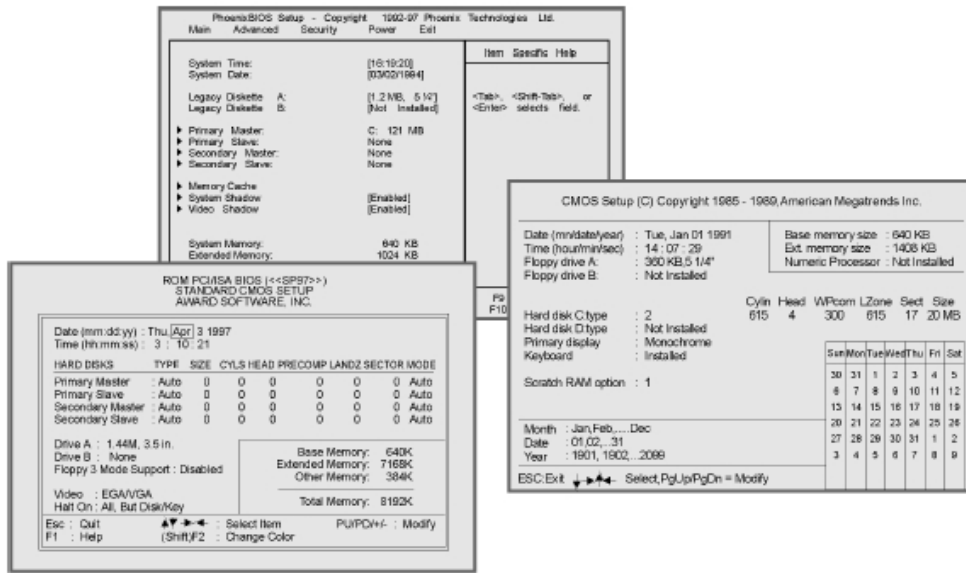 PhoenixBIOS Setup - Copyright 1992-97 Phoenix Technologies Ltd.
Main Advanced Security Power Exit
Item Specific Help
System Time: [16:19:20]
System Date: [03/02/1994]
Legacy Diskette A: [1.2 MB, 5 1/2"]
Legacy Diskette B: [Not Installed]
<Tab>, <Shift-Tab>, or
<Enter> selects field.
Primary Master: C: 121 MB
Primary Slave: None
Secondary Master: None
Secondary Slave: None
Memory Cache
System Shadow [Enabled]
Video Shadow [Enabled]
System Memory: 640 KB
Extended Memory: 1024 KB
F9
F10
CMOS Setup (C) Copyright 1985 - 1989, American Megatrends Inc.
Date (mn/date/year) : Tue, Jan 01 1991
Time (hour/min/sec) : 14 : 07 : 29
Floppy drive A: : 360 KB,5 1/4"
Floppy drive B: : Not Installed
Base memory size : 640 KB
Ext. memory size : 1408 KB
Numeric Processor : Not Installed
Cylin Head WPcom LZone Sect Size
Hard disk C:type : 2 615 4 300 615 17 20 MB
Hard disk D:type : Not Installed
Primary display : Monochrome
Keyboard : Installed
Scratch RAM option : 1
Sun Mon Tue Wed Thu Fri Sat
30 31 1 2 3 4 5
6 7 8 9 10 11 12
13 14 15 16 17 18 19
20 21 22 23 24 25 26
27 28 29 30 31 1 2
3 4 5 6 7 8 9
Month : Jan,Feb,....Dec
Date : 01,02,...31
Year : 1901, 1902,...2099
ESC:Exit Select,PgUp/PgDn = Modify
ROM PCI/ISA BIOS (<<SP97>>)
STANDARD CMOS SETUP
AWARD SOFTWARE, INC.
Date (mm:dd:yy) : Thu, Apr 3 1997
Time (hh:mm:ss) : 3 : 10 : 21
HARD DISKS TYPE SIZE CYLS HEAD PRECOMP LANDZ SECTOR MODE
Primary Master : Auto 0 0 0 0 0 0 Auto
Primary Slave : Auto 0 0 0 0 0 0 Auto
Secondary Master : Auto 0 0 0 0 0 0 Auto
Secondary Slave : Auto 0 0 0 0 0 0 Auto
Drive A : 1.44M, 3.5 in.
Drive B : None
Floppy 3 Mode Support : Disabled
Video : EGA/VGA
Halt On : All, But Disk/Key
Base Memory: 640K
Extended Memory: 7168K
Other Memory: 384K
Total Memory: 8192K
Esc : Quit : Select Item PU/PD/+/- : Modify
F1 : Help (Shift)F2 : Change Color